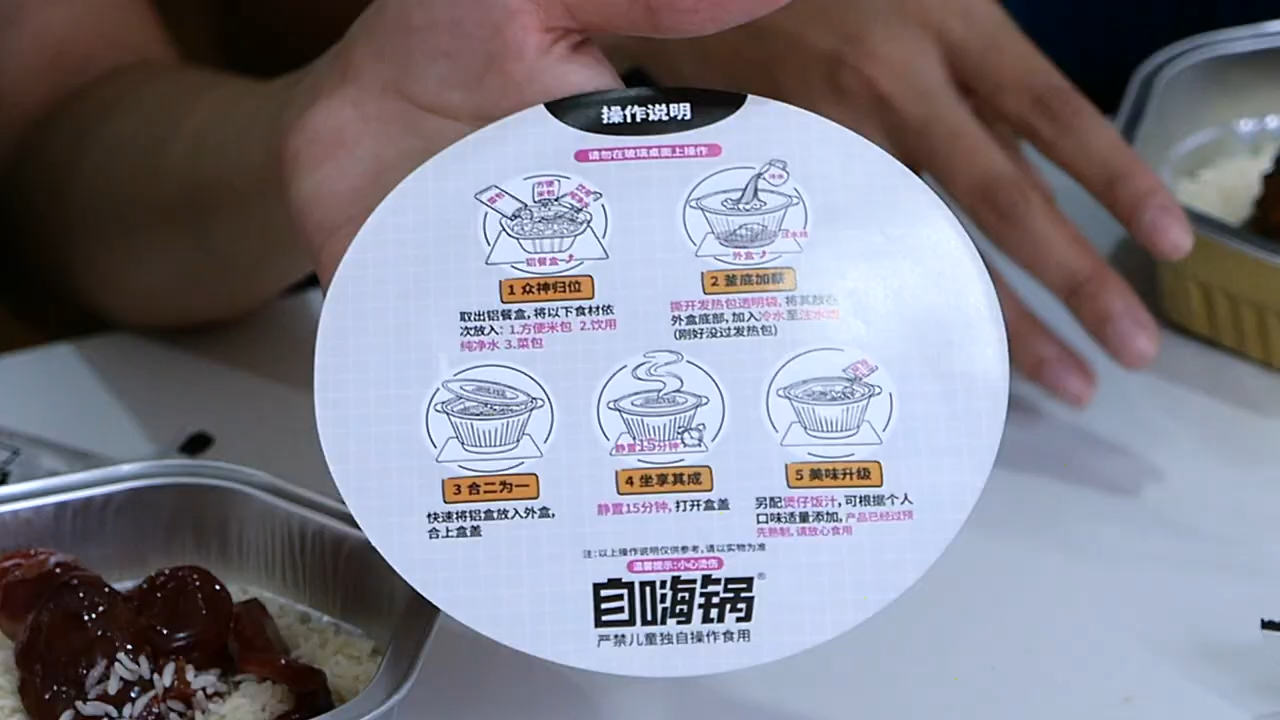 操作说明
请勿在玻璃桌面上操作
方便
米包
铝餐盒
冷水
注水线
外盒
1 众神归位
2 釜底加薪
取出铝餐盒,将以下食材依
次放入: 1.方便米包 2.饮用
纯净水 3.菜包
撕开发热包透明袋, 将其放在
外盒底部, 加入冷水至注水线
(刚好没过发热包)
静置15分钟
3 合二为一
4 坐享其成
5 美味升级
快速将铝盒放入外盒,
合上盒盖
静置15分钟, 打开盒盖
另配煲仔饭汁, 可根据个人
口味适量添加, 产品已经过预
先熟制, 请放心食用
注: 以上操作说明仅供参考, 请以实物为准
温馨提示: 小心烫伤
自嗨锅®
严禁儿童独自操作食用